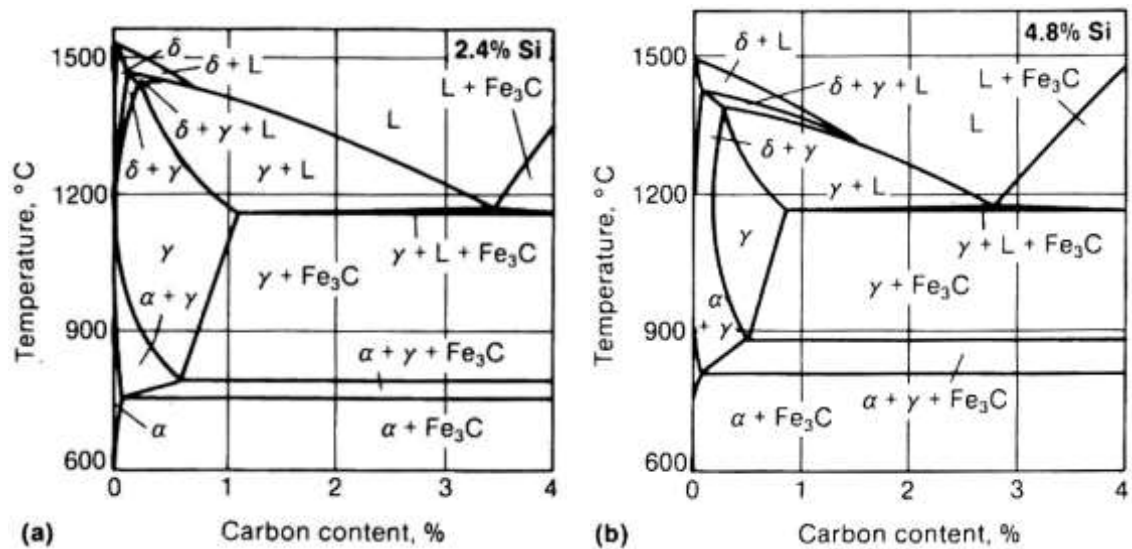 2.4% Si
1500
1200
900
600
Temperature, °C
δ
δ + L
L + Fe₃C
L
δ + γ + L
δ + γ
γ + L
γ
γ + L + Fe₃C
γ + Fe₃C
α + γ
α + γ + Fe₃C
α
α + Fe₃C
0 1 2 3 4
(a) Carbon content, %
4.8% Si
1500
1200
900
600
Temperature, °C
δ + L
δ + γ + L
L
L + Fe₃C
δ + γ
γ + L
γ
γ + L + Fe₃C
γ + Fe₃C
α
+ γ
α + γ + Fe₃C
α + Fe₃C
0 1 2 3 4
(b) Carbon content, %